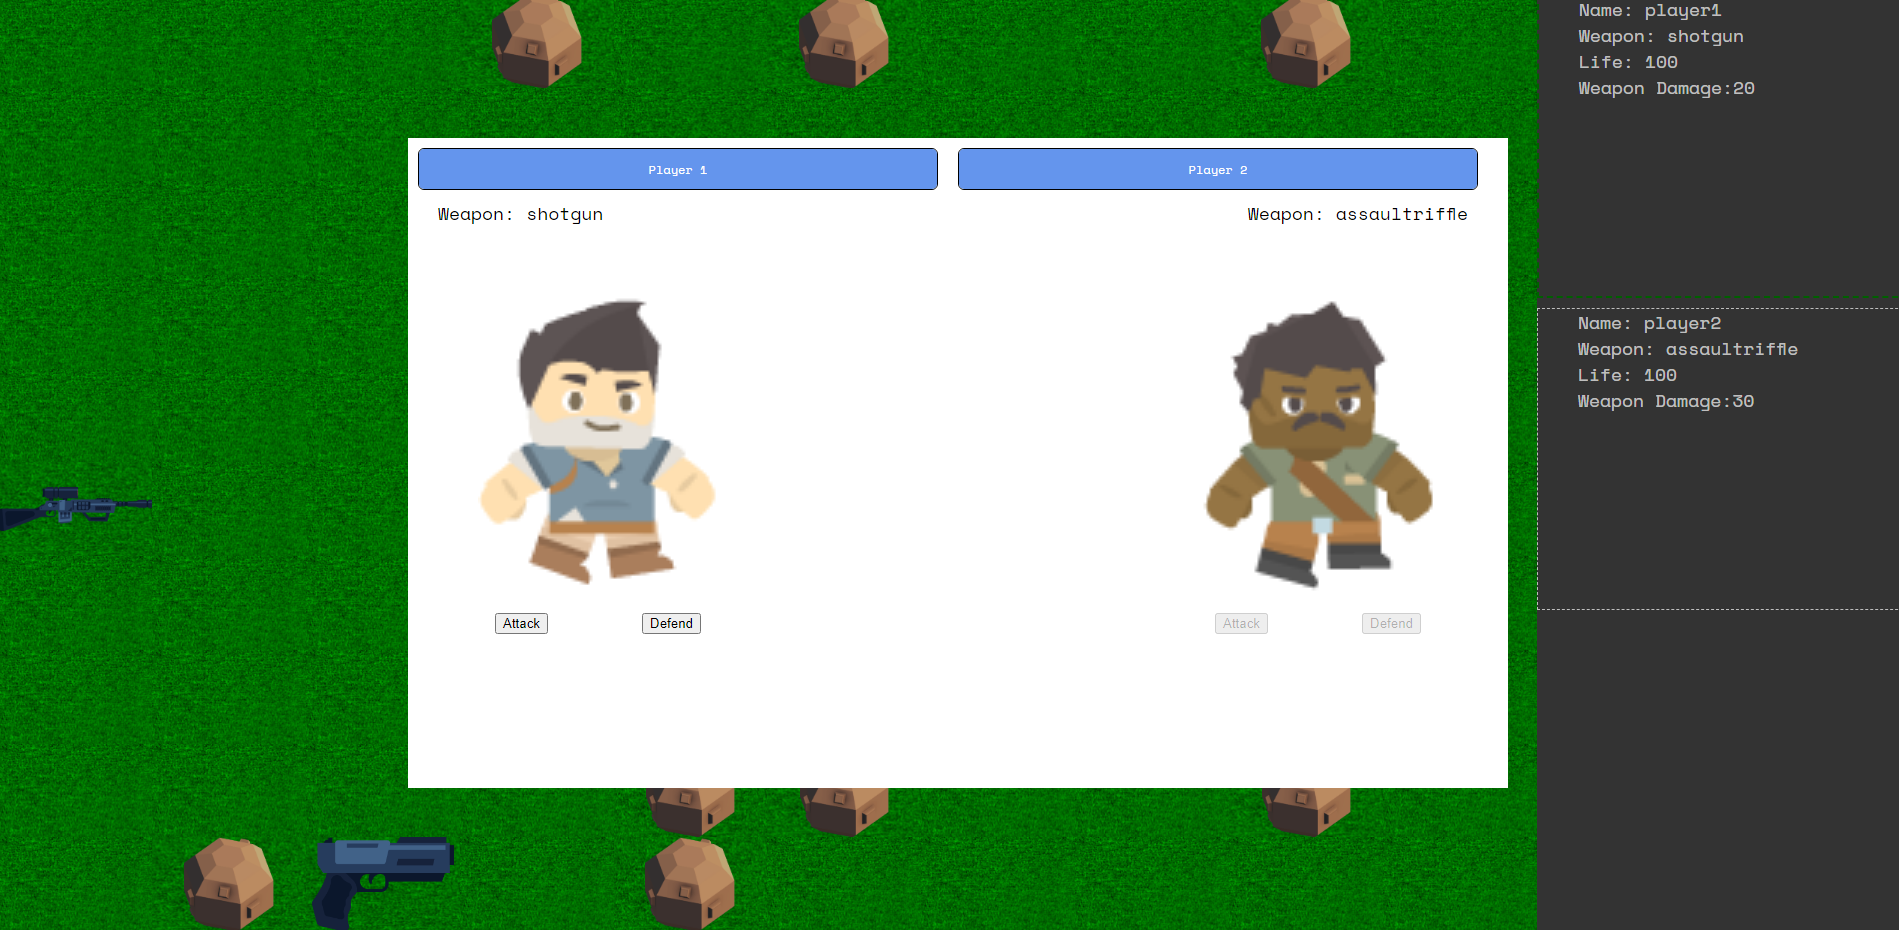 Name: player1
Weapon: shotgun
Life: 100
Weapon Damage:20
Player 1
Player 2
Weapon: shotgun
Weapon: assaultriffle
Attack
Defend
Attack
Defend
Name: player2
Weapon: assaultriffle
Life: 100
Weapon Damage:30